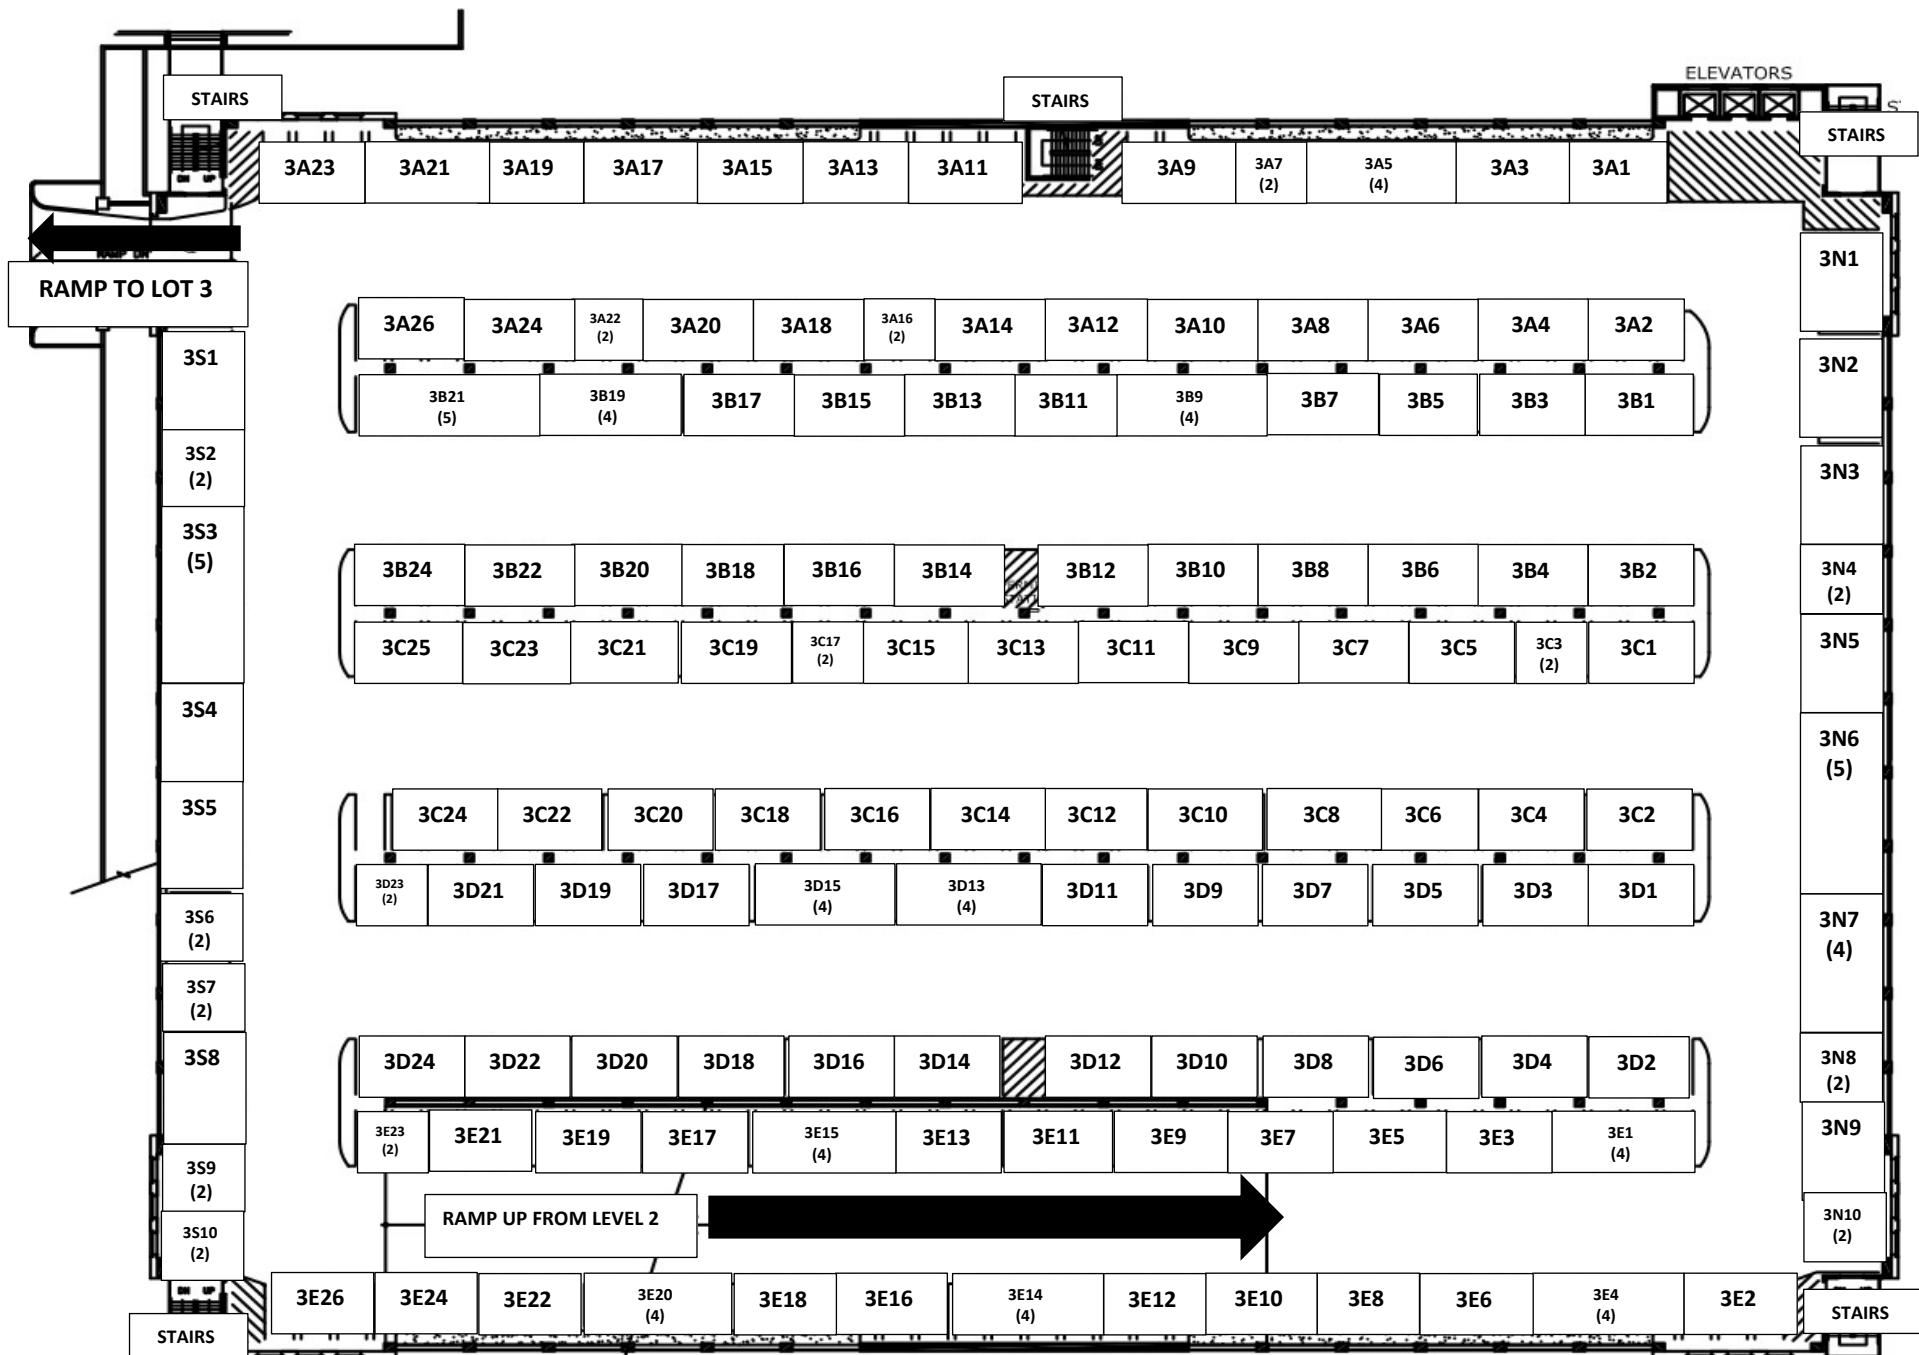 ELEVATORS
STAIRS
STAIRS
S
STAIRS
3A23
3A21
3A19
3A17
3A15
3A13
3A11
3A9
3A7
(2)
3A5
(4)
3A3
3A1
DN UP
RAMP DN
RAMP TO LOT 3
3N1
3A26
3A24
3A22
(2)
3A20
3A18
3A16
(2)
3A14
3A12
3A10
3A8
3A6
3A4
3A2
3S1
3N2
3B21
(5)
3B19
(4)
3B17
3B15
3B13
3B11
3B9
(4)
3B7
3B5
3B3
3B1
3S2
(2)
3N3
3S3
(5)
3B24
3B22
3B20
3B18
3B16
3B14
3B12
3B10
3B8
3B6
3B4
3B2
3N4
(2)
3C25
3C23
3C21
3C19
3C17
(2)
3C15
3C13
3C11
3C9
3C7
3C5
3C3
(2)
3C1
3N5
3S4
3N6
(5)
3S5
3C24
3C22
3C20
3C18
3C16
3C14
3C12
3C10
3C8
3C6
3C4
3C2
3D23
(2)
3D21
3D19
3D17
3D15
(4)
3D13
(4)
3D11
3D9
3D7
3D5
3D3
3D1
3S6
(2)
3N7
(4)
3S7
(2)
3S8
3D24
3D22
3D20
3D18
3D16
3D14
3D12
3D10
3D8
3D6
3D4
3D2
3N8
(2)
3E23
(2)
3E21
3E19
3E17
3E15
(4)
3E13
3E11
3E9
3E7
3E5
3E3
3E1
(4)
3N9
3S9
(2)
RAMP UP FROM LEVEL 2
3S10
(2)
3N10
(2)
DN UP
3E26
3E24
3E22
3E20
(4)
3E18
3E16
3E14
(4)
3E12
3E10
3E8
3E6
3E4
(4)
3E2
STAIRS
STAIRS